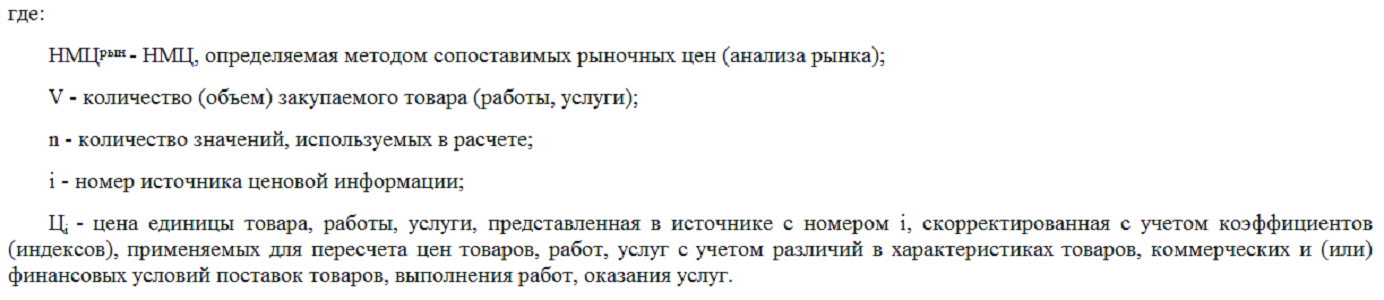 где:
НМЦрын - НМЦ, определяемая методом сопоставимых рыночных цен (анализа рынка);
V - количество (объем) закупаемого товара (работы, услуги);
n - количество значений, используемых в расчете;
i - номер источника ценовой информации;
Цi - цена единицы товара, работы, услуги, представленная в источнике с номером i, скорректированная с учетом коэффициентов
(индексов), применяемых для пересчета цен товаров, работ, услуг с учетом различий в характеристиках товаров, коммерческих и (или)
финансовых условий поставок товаров, выполнения работ, оказания услуг.